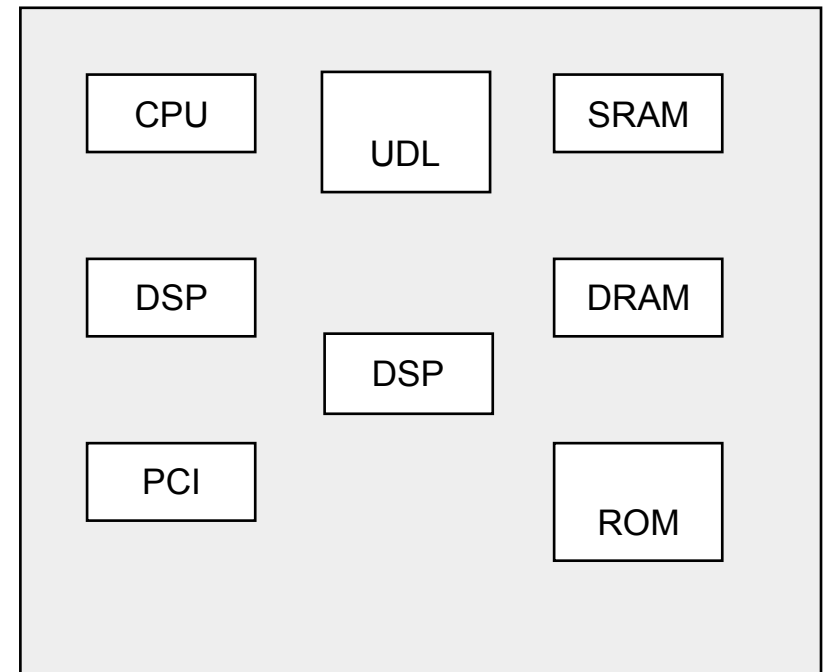 CPU
UDL
SRAM
DSP
DRAM
DSP
PCI
ROM